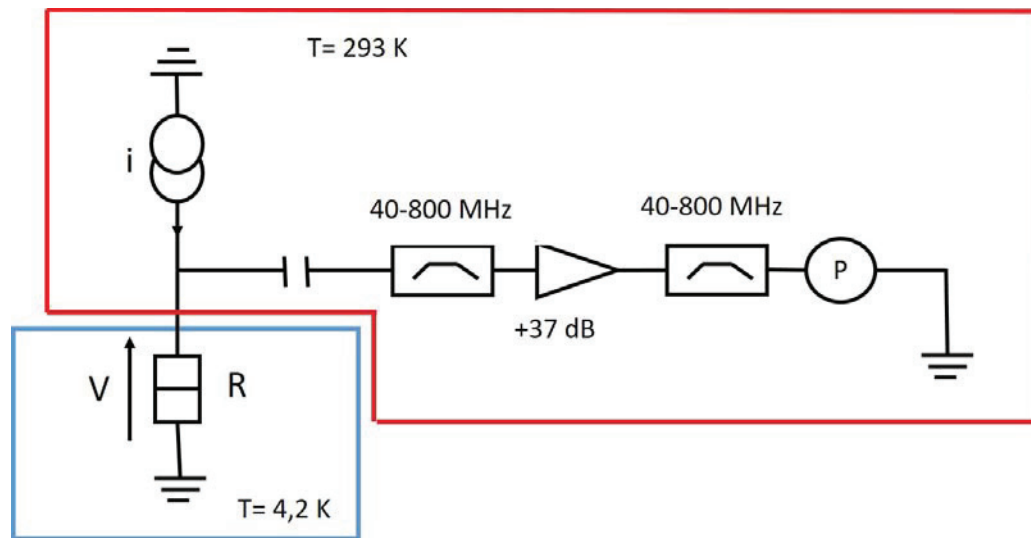 T= 293 K
i
40-800 MHz
40-800 MHz
P
+37 dB
V
R
T= 4,2 K